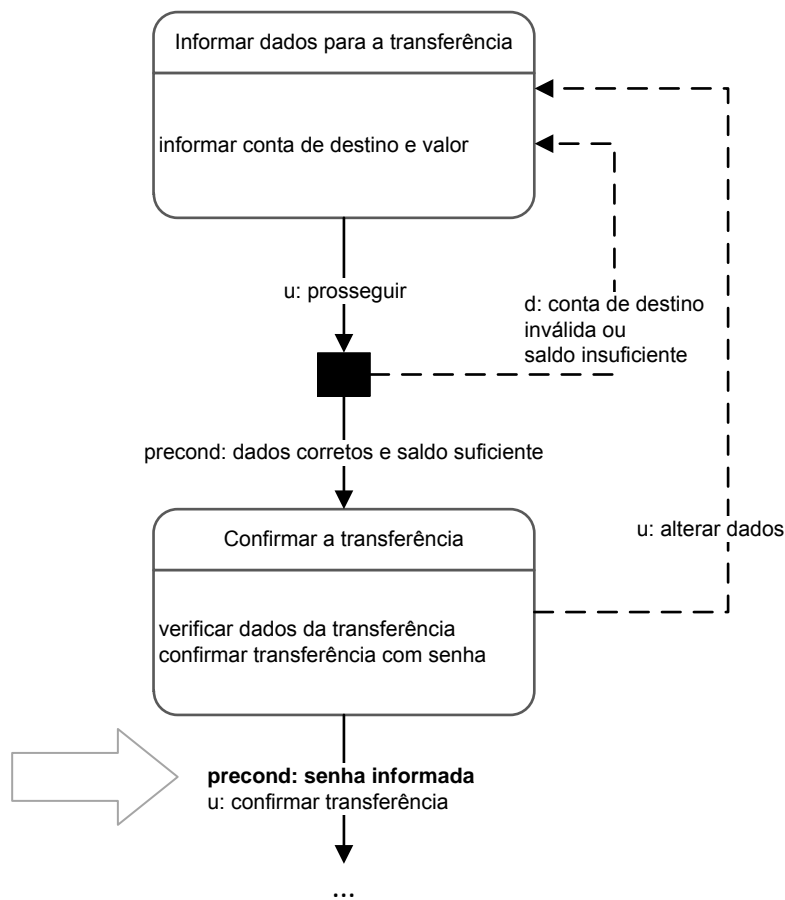 Informar dados para a transferência
informar conta de destino e valor
u: prosseguir
d: conta de destino
inválida ou
saldo insuficiente
precond: dados corretos e saldo suficiente
u: alterar dados
Confirmar a transferência
verificar dados da transferência
confirmar transferência com senha
precond: senha informada
u: confirmar transferência
...